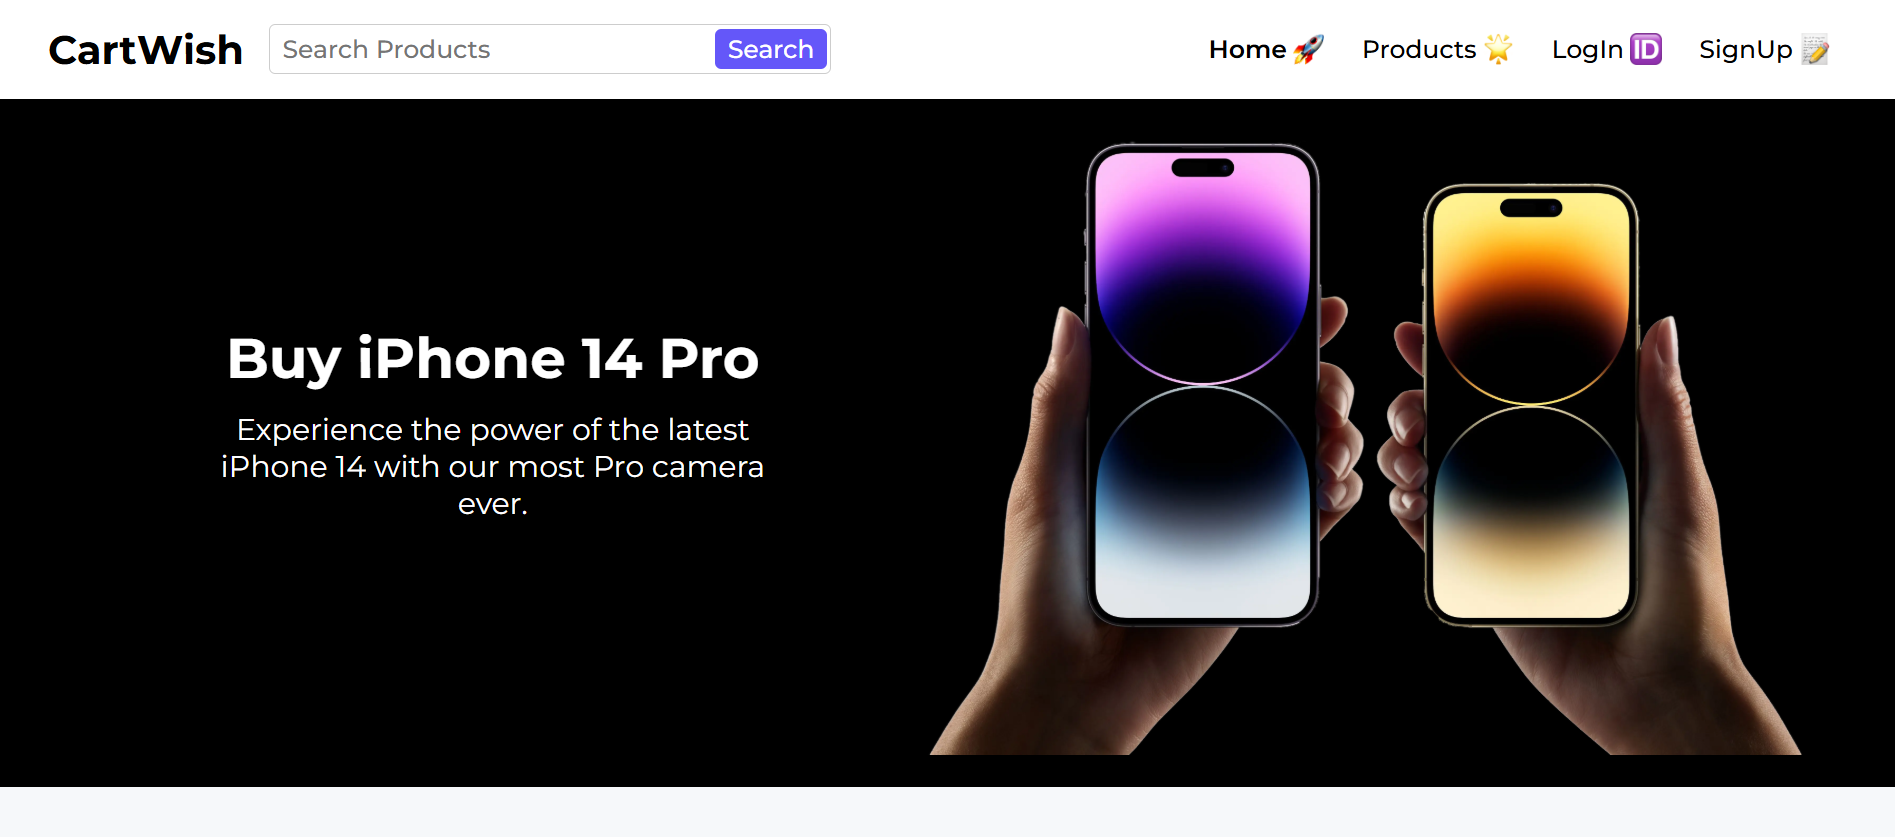 CartWish
Search Products
Search
Home 🚀
Products 🌟
LogIn 🆔
SignUp 📝
Buy iPhone 14 Pro
Experience the power of the latest
iPhone 14 with our most Pro camera
ever.